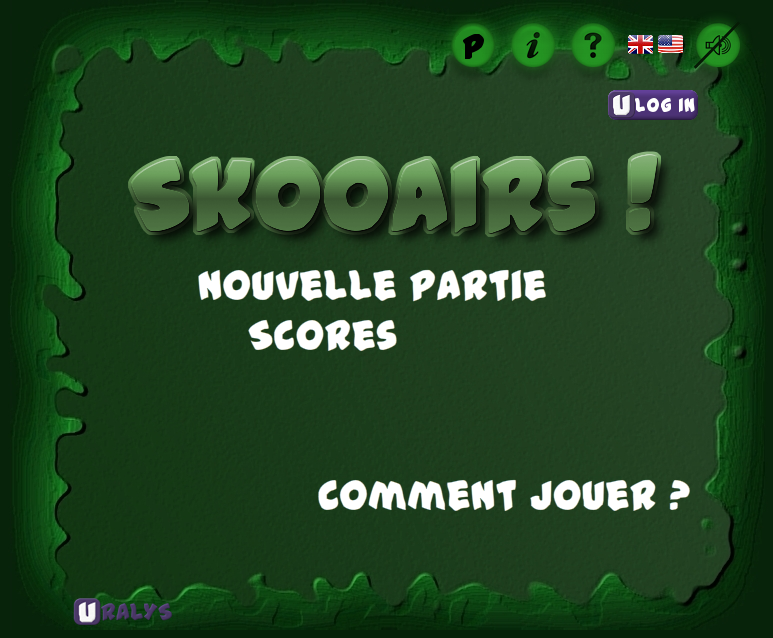 P i ?
U LOG IN
SKOOAIRS !
NOUVELLE PARTIE
SCORES
COMMENT JOUER ?
URALYS